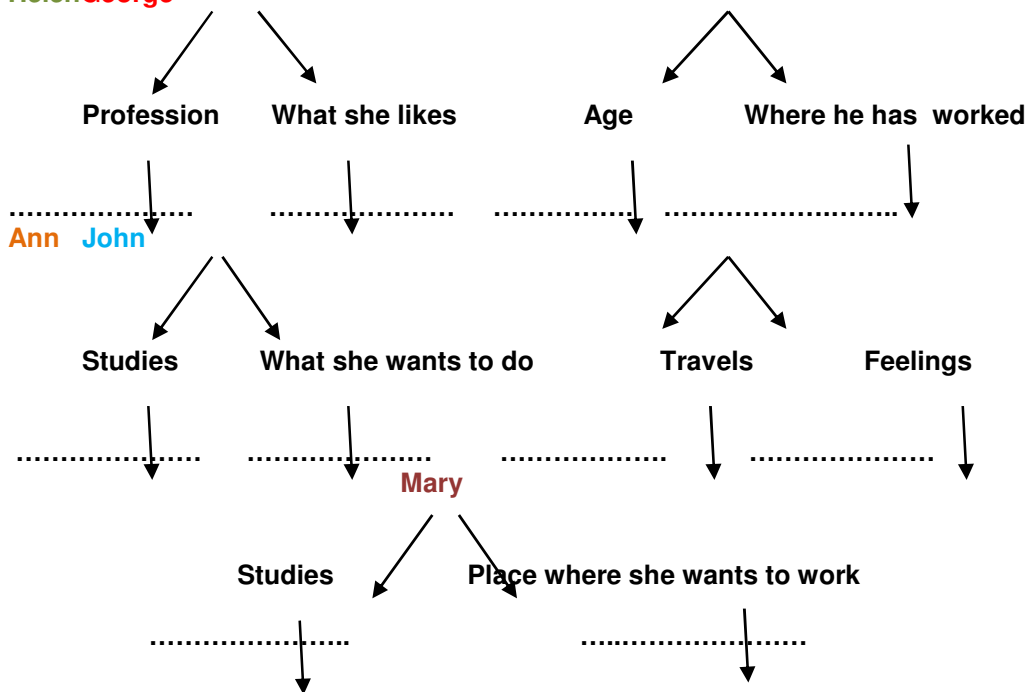 HelenGeorge
Profession What she likes Age Where he has worked
………………… ………………… …………… ……………………..
Ann John
Studies What she wants to do Travels Feelings
………………… ………………… ……………… …………………
Mary
Studies Place where she wants to work
………………….. …...…………………